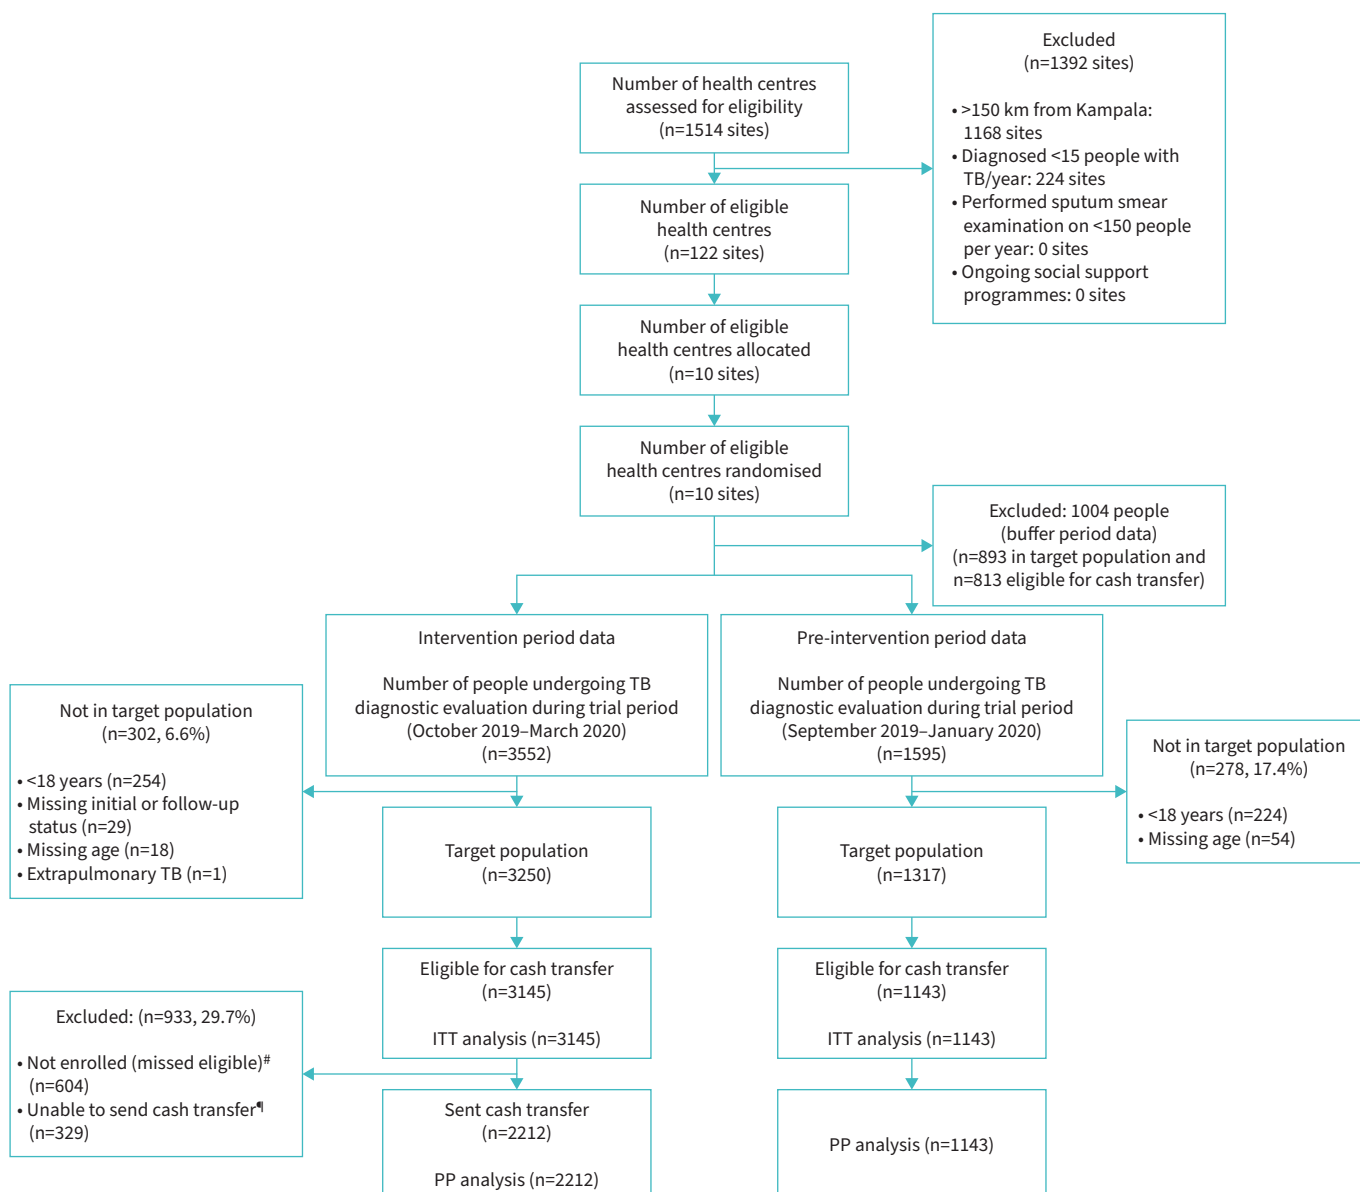 Number of health centres
assessed for eligibility
(n=1514 sites)
Excluded
(n=1392 sites)
• >150 km from Kampala:
1168 sites
• Diagnosed <15 people with
TB/year: 224 sites
• Performed sputum smear
examination on <150 people
per year: 0 sites
• Ongoing social support
programmes: 0 sites
Number of eligible
health centres
(n=122 sites)
Number of eligible
health centres allocated
(n=10 sites)
Number of eligible
health centres randomised
(n=10 sites)
Excluded: 1004 people
(buffer period data)
(n=893 in target population and
n=813 eligible for cash transfer)
Intervention period data
Number of people undergoing TB
diagnostic evaluation during trial period
(October 2019–March 2020)
(n=3552)
Pre-intervention period data
Number of people undergoing TB
diagnostic evaluation during trial period
(September 2019–January 2020)
(n=1595)
Not in target population
(n=302, 6.6%)
• <18 years (n=254)
• Missing initial or follow-up
status (n=29)
• Missing age (n=18)
• Extrapulmonary TB (n=1)
Not in target population
(n=278, 17.4%)
• <18 years (n=224)
• Missing age (n=54)
Target population
(n=3250)
Target population
(n=1317)
Eligible for cash transfer
(n=3145)
ITT analysis (n=3145)
Eligible for cash transfer
(n=1143)
ITT analysis (n=1143)
Excluded: (n=933, 29.7%)
• Not enrolled (missed eligible)#
(n=604)
• Unable to send cash transfer¶
(n=329)
Sent cash transfer
(n=2212)
PP analysis (n=2212)
PP analysis (n=1143)